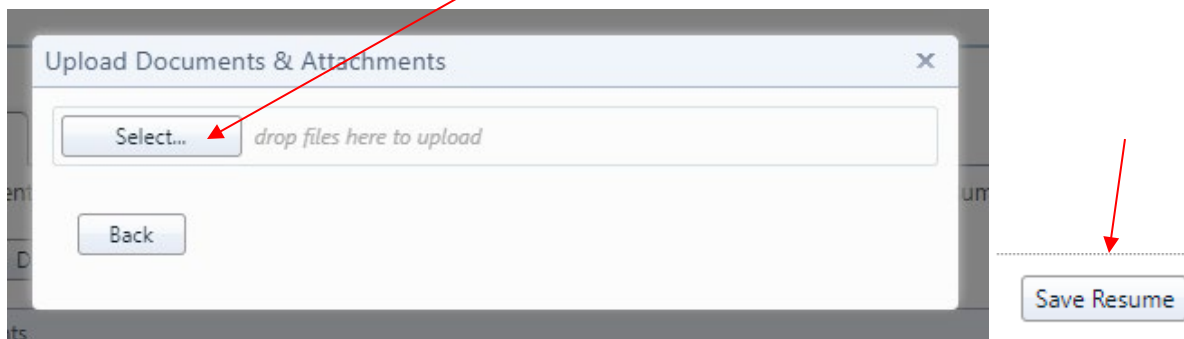 Upload Documents & Attachments
Select... drop files here to upload
Back
Save Resume